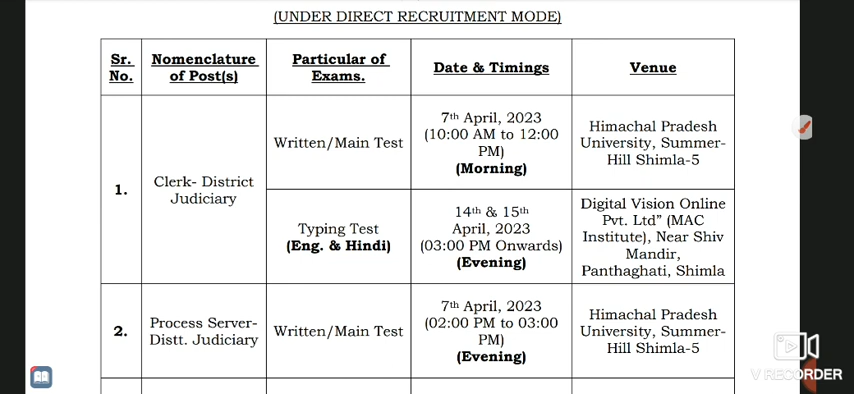 (UNDER DIRECT RECRUITMENT MODE)
Sr. No.
Nomenclature of Post(s)
Particular of Exams.
Date & Timings
Venue
1.
Clerk- District
Judiciary
Written/Main Test
7th April, 2023
(10:00 AM to 12:00
PM)
(Morning)
Himachal Pradesh
University, Summer-
Hill Shimla-5
Typing Test
(Eng. & Hindi)
14th & 15th
April, 2023
(03:00 PM Onwards)
(Evening)
Digital Vision Online
Pvt. Ltd" (MAC
Institute), Near Shiv
Mandir,
Panthaghati, Shimla
2.
Process Server-
Distt. Judiciary
Written/Main Test
7th April, 2023
(02:00 PM to 03:00
PM)
(Evening)
Himachal Pradesh
University, Summer-
Hill Shimla-5
V RECORDER